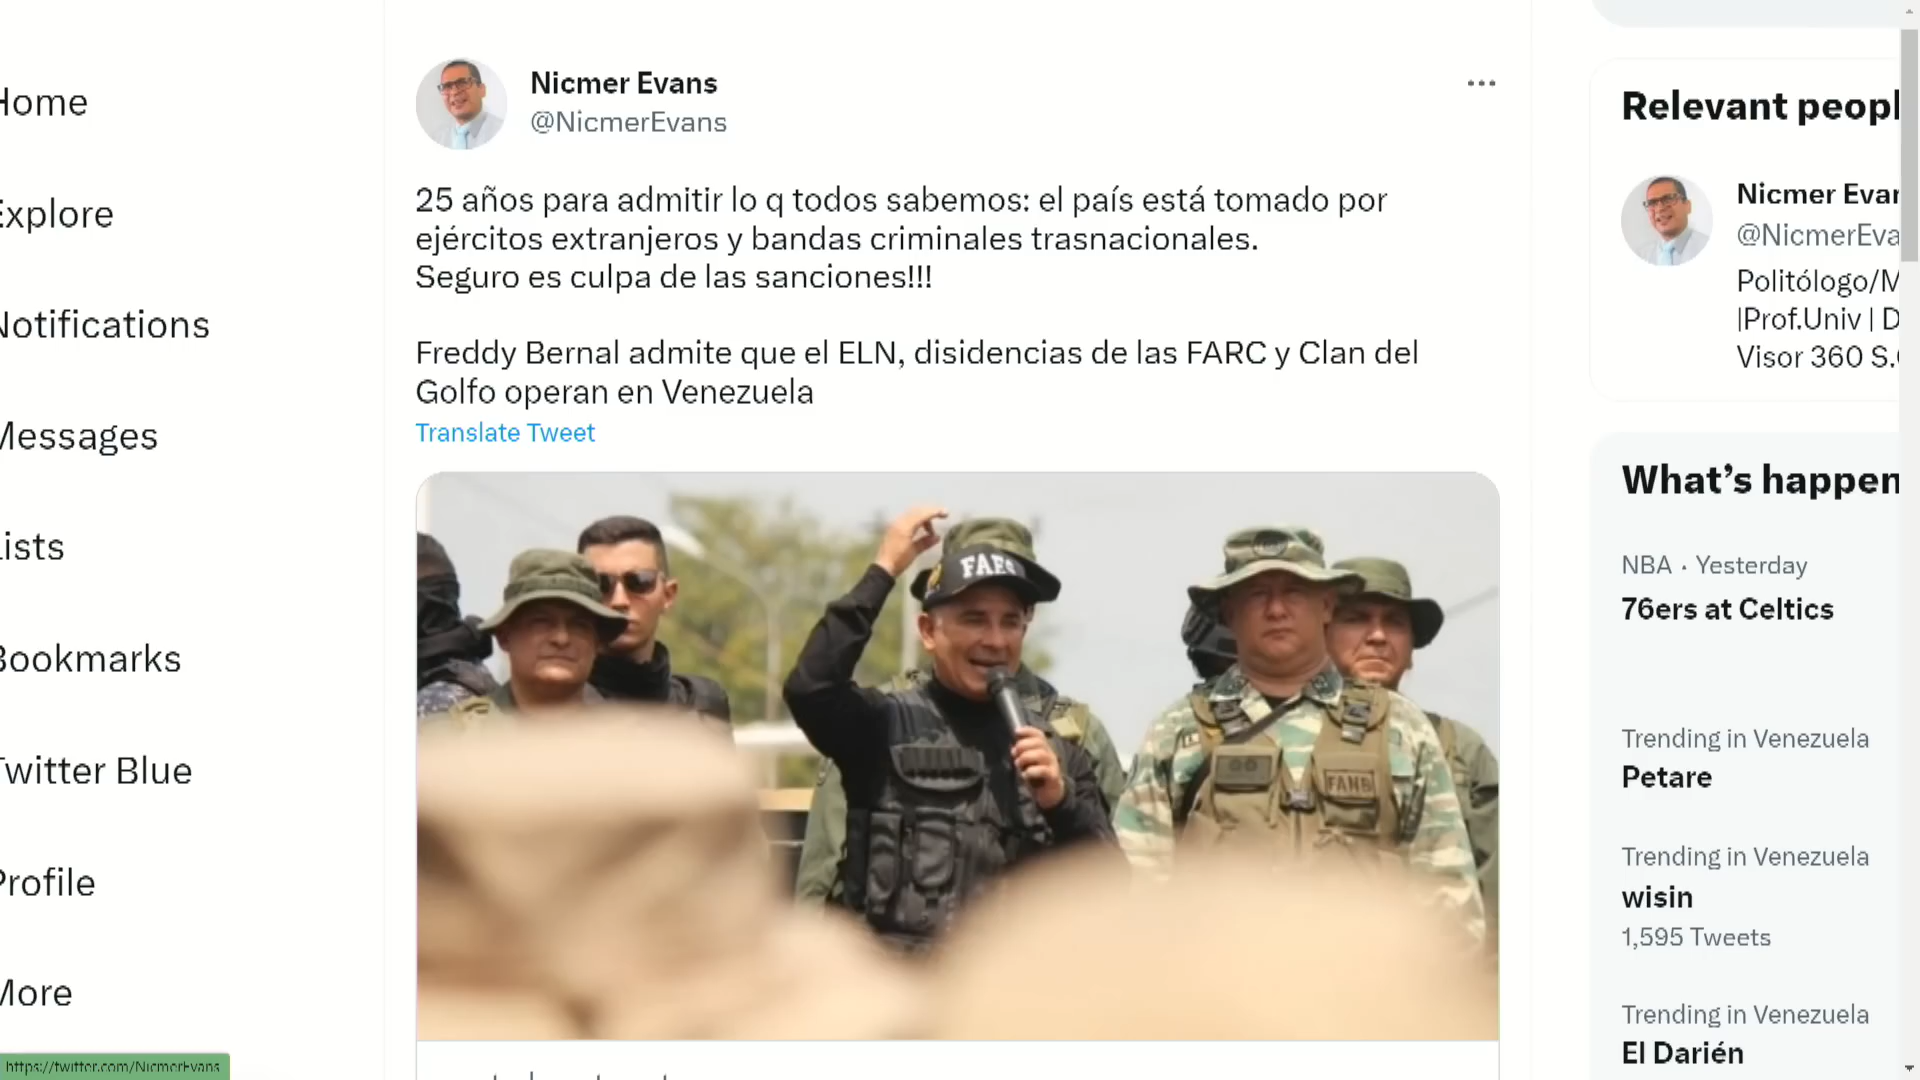 Home
Explore
Notifications
Messages
Lists
Bookmarks
Twitter Blue
Profile
More
https://twitter.com/NicmerEvans
Nicmer Evans
@NicmerEvans
25 años para admitir lo q todos sabemos: el país está tomado por
ejércitos extranjeros y bandas criminales trasnacionales.
Seguro es culpa de las sanciones!!!
Freddy Bernal admite que el ELN, disidencias de las FARC y Clan del
Golfo operan en Venezuela
Translate Tweet
FAES
FANB
Relevant peopl
Nicmer Evan
@NicmerEva
Politólogo/M
|Prof.Univ | D
Visor 360 S.
What's happen
NBA · Yesterday
76ers at Celtics
Trending in Venezuela
Petare
Trending in Venezuela
wisin
1,595 Tweets
Trending in Venezuela
El Darién